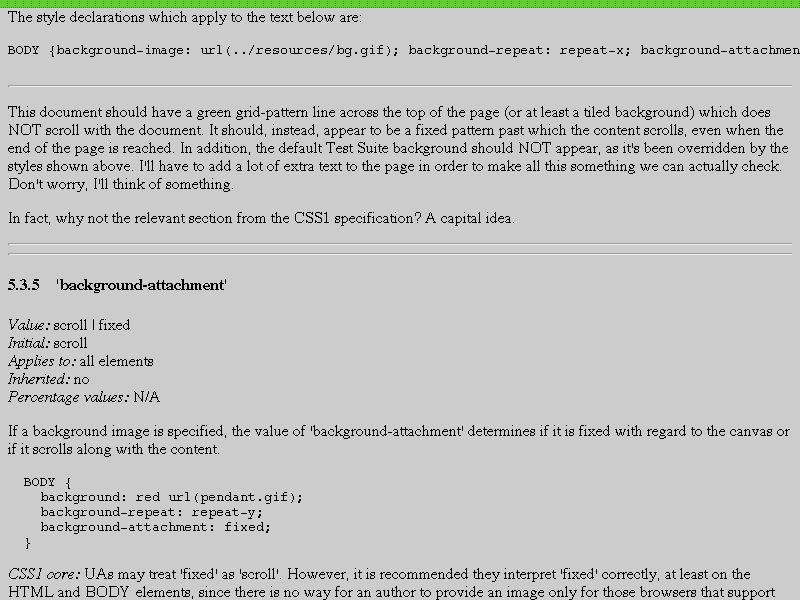 The style declarations which apply to the text below are:
BODY {background-image: url(../resources/bg.gif); background-repeat: repeat-x; background-attachmen
This document should have a green grid-pattern line across the top of the page (or at least a tiled background) which does
NOT scroll with the document. It should, instead, appear to be a fixed pattern past which the content scrolls, even when the
end of the page is reached. In addition, the default Test Suite background should NOT appear, as it's been overridden by the
styles shown above. I'll have to add a lot of extra text to the page in order to make all this something we can actually check.
Don't worry, I'll think of something.
In fact, why not the relevant section from the CSS1 specification? A capital idea.
5.3.5 'background-attachment'
Value: scroll | fixed
Initial: scroll
Applies to: all elements
Inherited: no
Percentage values: N/A
If a background image is specified, the value of 'background-attachment' determines if it is fixed with regard to the canvas or
if it scrolls along with the content.
BODY {
background: red url(pendant.gif);
background-repeat: repeat-y;
background-attachment: fixed;
}
CSS1 core: UAs may treat 'fixed' as 'scroll'. However, it is recommended they interpret 'fixed' correctly, at least on the
HTML and BODY elements, since there is no way for an author to provide an image only for those browsers that support